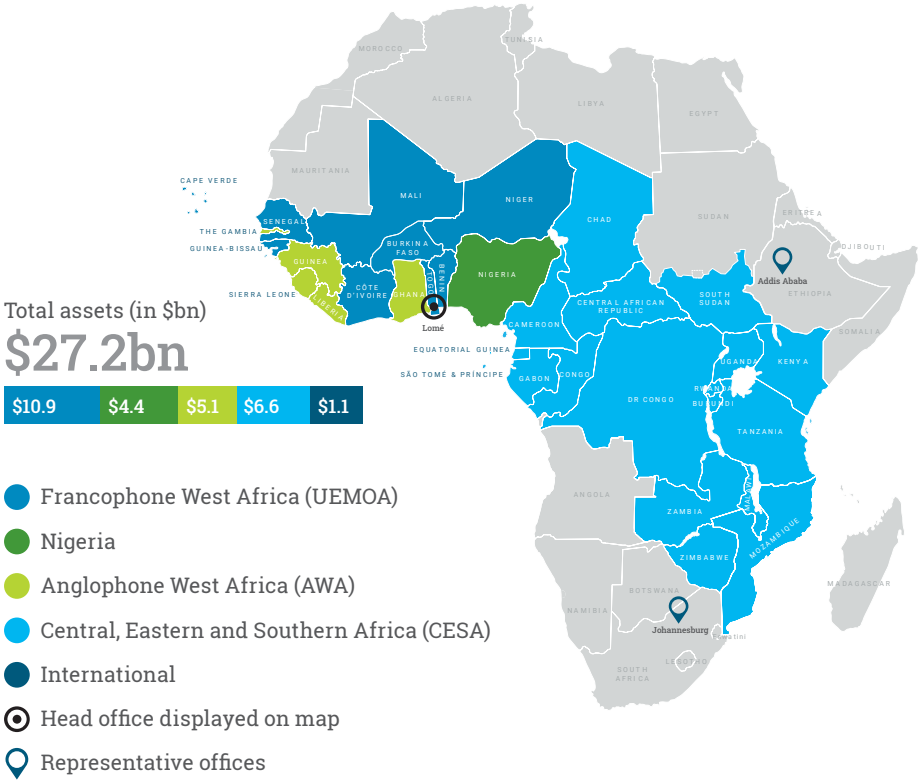 TUNISIA
MOROCCO
ALGERIA
LIBYA
EGYPT
MAURITANIA
CAPE VERDE
MALI
NIGER
CHAD
SUDAN
ERITREA
SENEGAL
THE GAMBIA
GUINEA-BISSAU
BURKINA
FASO
DJIBOUTI
GUINEA
NIGERIA
BENIN
TOGO
GHANA
CÔTE
D'IVOIRE
Addis Ababa
ETHIOPIA
SIERRA LEONE
LIBERIA
CENTRAL AFRICAN
REPUBLIC
SOUTH
SUDAN
Total assets (in $bn)
$27.2bn
Lomé
CAMEROON
SOMALIA
EQUATORIAL GUINEA
SÃO TOMÉ & PRÍNCIPE
GABON
CONGO
UGANDA
KENYA
RWANDA
BURUNDI
DR CONGO
TANZANIA
$10.9
$4.4
$5.1
$6.6
$1.1
ANGOLA
ZAMBIA
MALAWI
MOZAMBIQUE
ZIMBABWE
MADAGASCAR
BOTSWANA
NAMIBIA
Johannesburg
Eswatini
LESOTHO
SOUTH
AFRICA
Francophone West Africa (UEMOA)
Nigeria
Anglophone West Africa (AWA)
Central, Eastern and Southern Africa (CESA)
International
Head office displayed on map
Representative offices